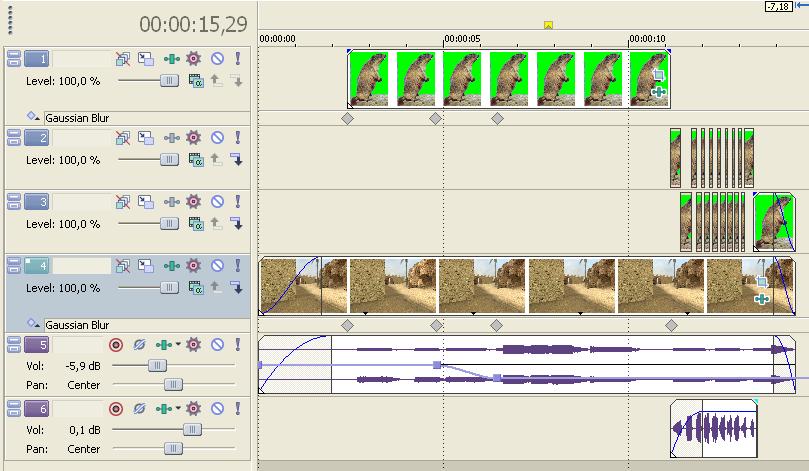 -7,18
00:00:15,29
00:00:00 00:00:05 00:00:10
1
Level: 100,0 %
Gaussian Blur
2
Level: 100,0 %
3
Level: 100,0 %
4
Level: 100,0 %
Gaussian Blur
5
Vol: -5,9 dB
Pan: Center
6
Vol: 0,1 dB
Pan: Center